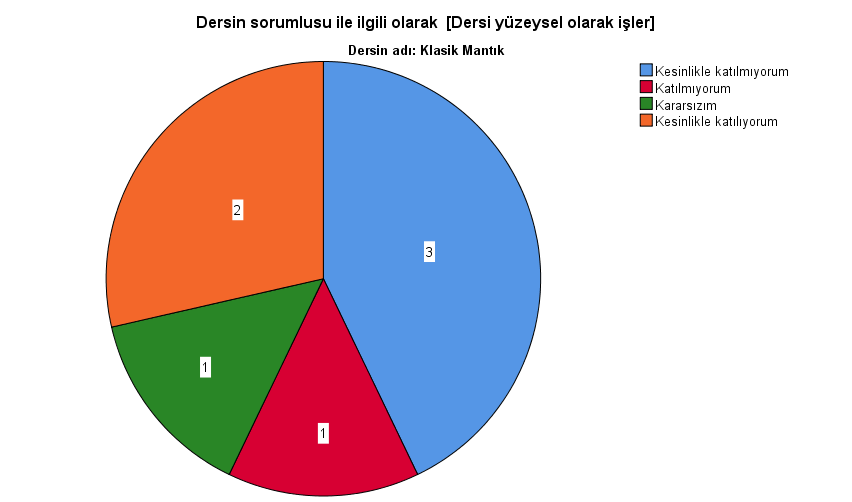 Dersin sorumlusu ile ilgili olarak [Dersi yüzeysel olarak işler]
Dersin adı: Klasik Mantık
Kesinlikle katılmıyorum
Katılmıyorum
Kararsızım
Kesinlikle katılıyorum
2
3
1
1